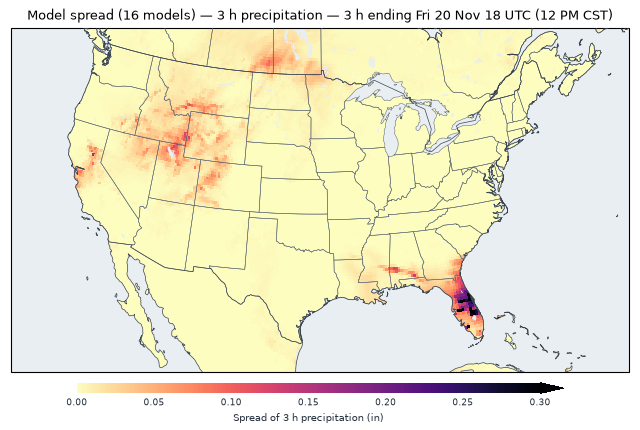 Model spread (16 models) — 3 h precipitation — 3 h ending Fri 20 Nov 18 UTC (12 PM CST)
0.00 0.05 0.10 0.15 0.20 0.25 0.30
Spread of 3 h precipitation (in)